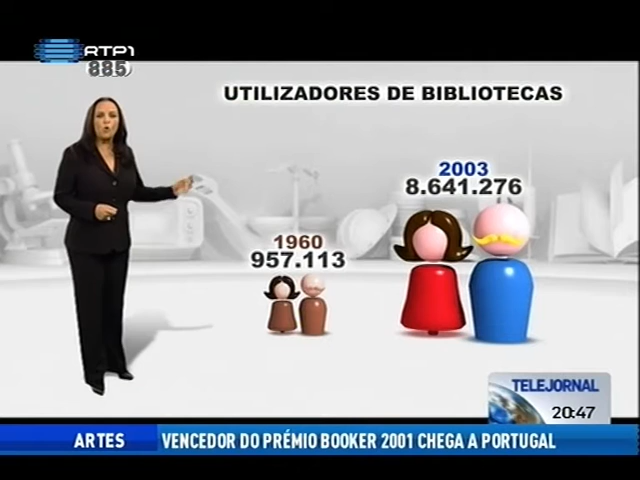 RTP1
885
UTILIZADORES DE BIBLIOTECAS
2003
8.641.276
1960
957.113
TELEJORNAL
20:47
ARTES
VENCEDOR DO PRÉMIO BOOKER 2001 CHEGA A PORTUGAL